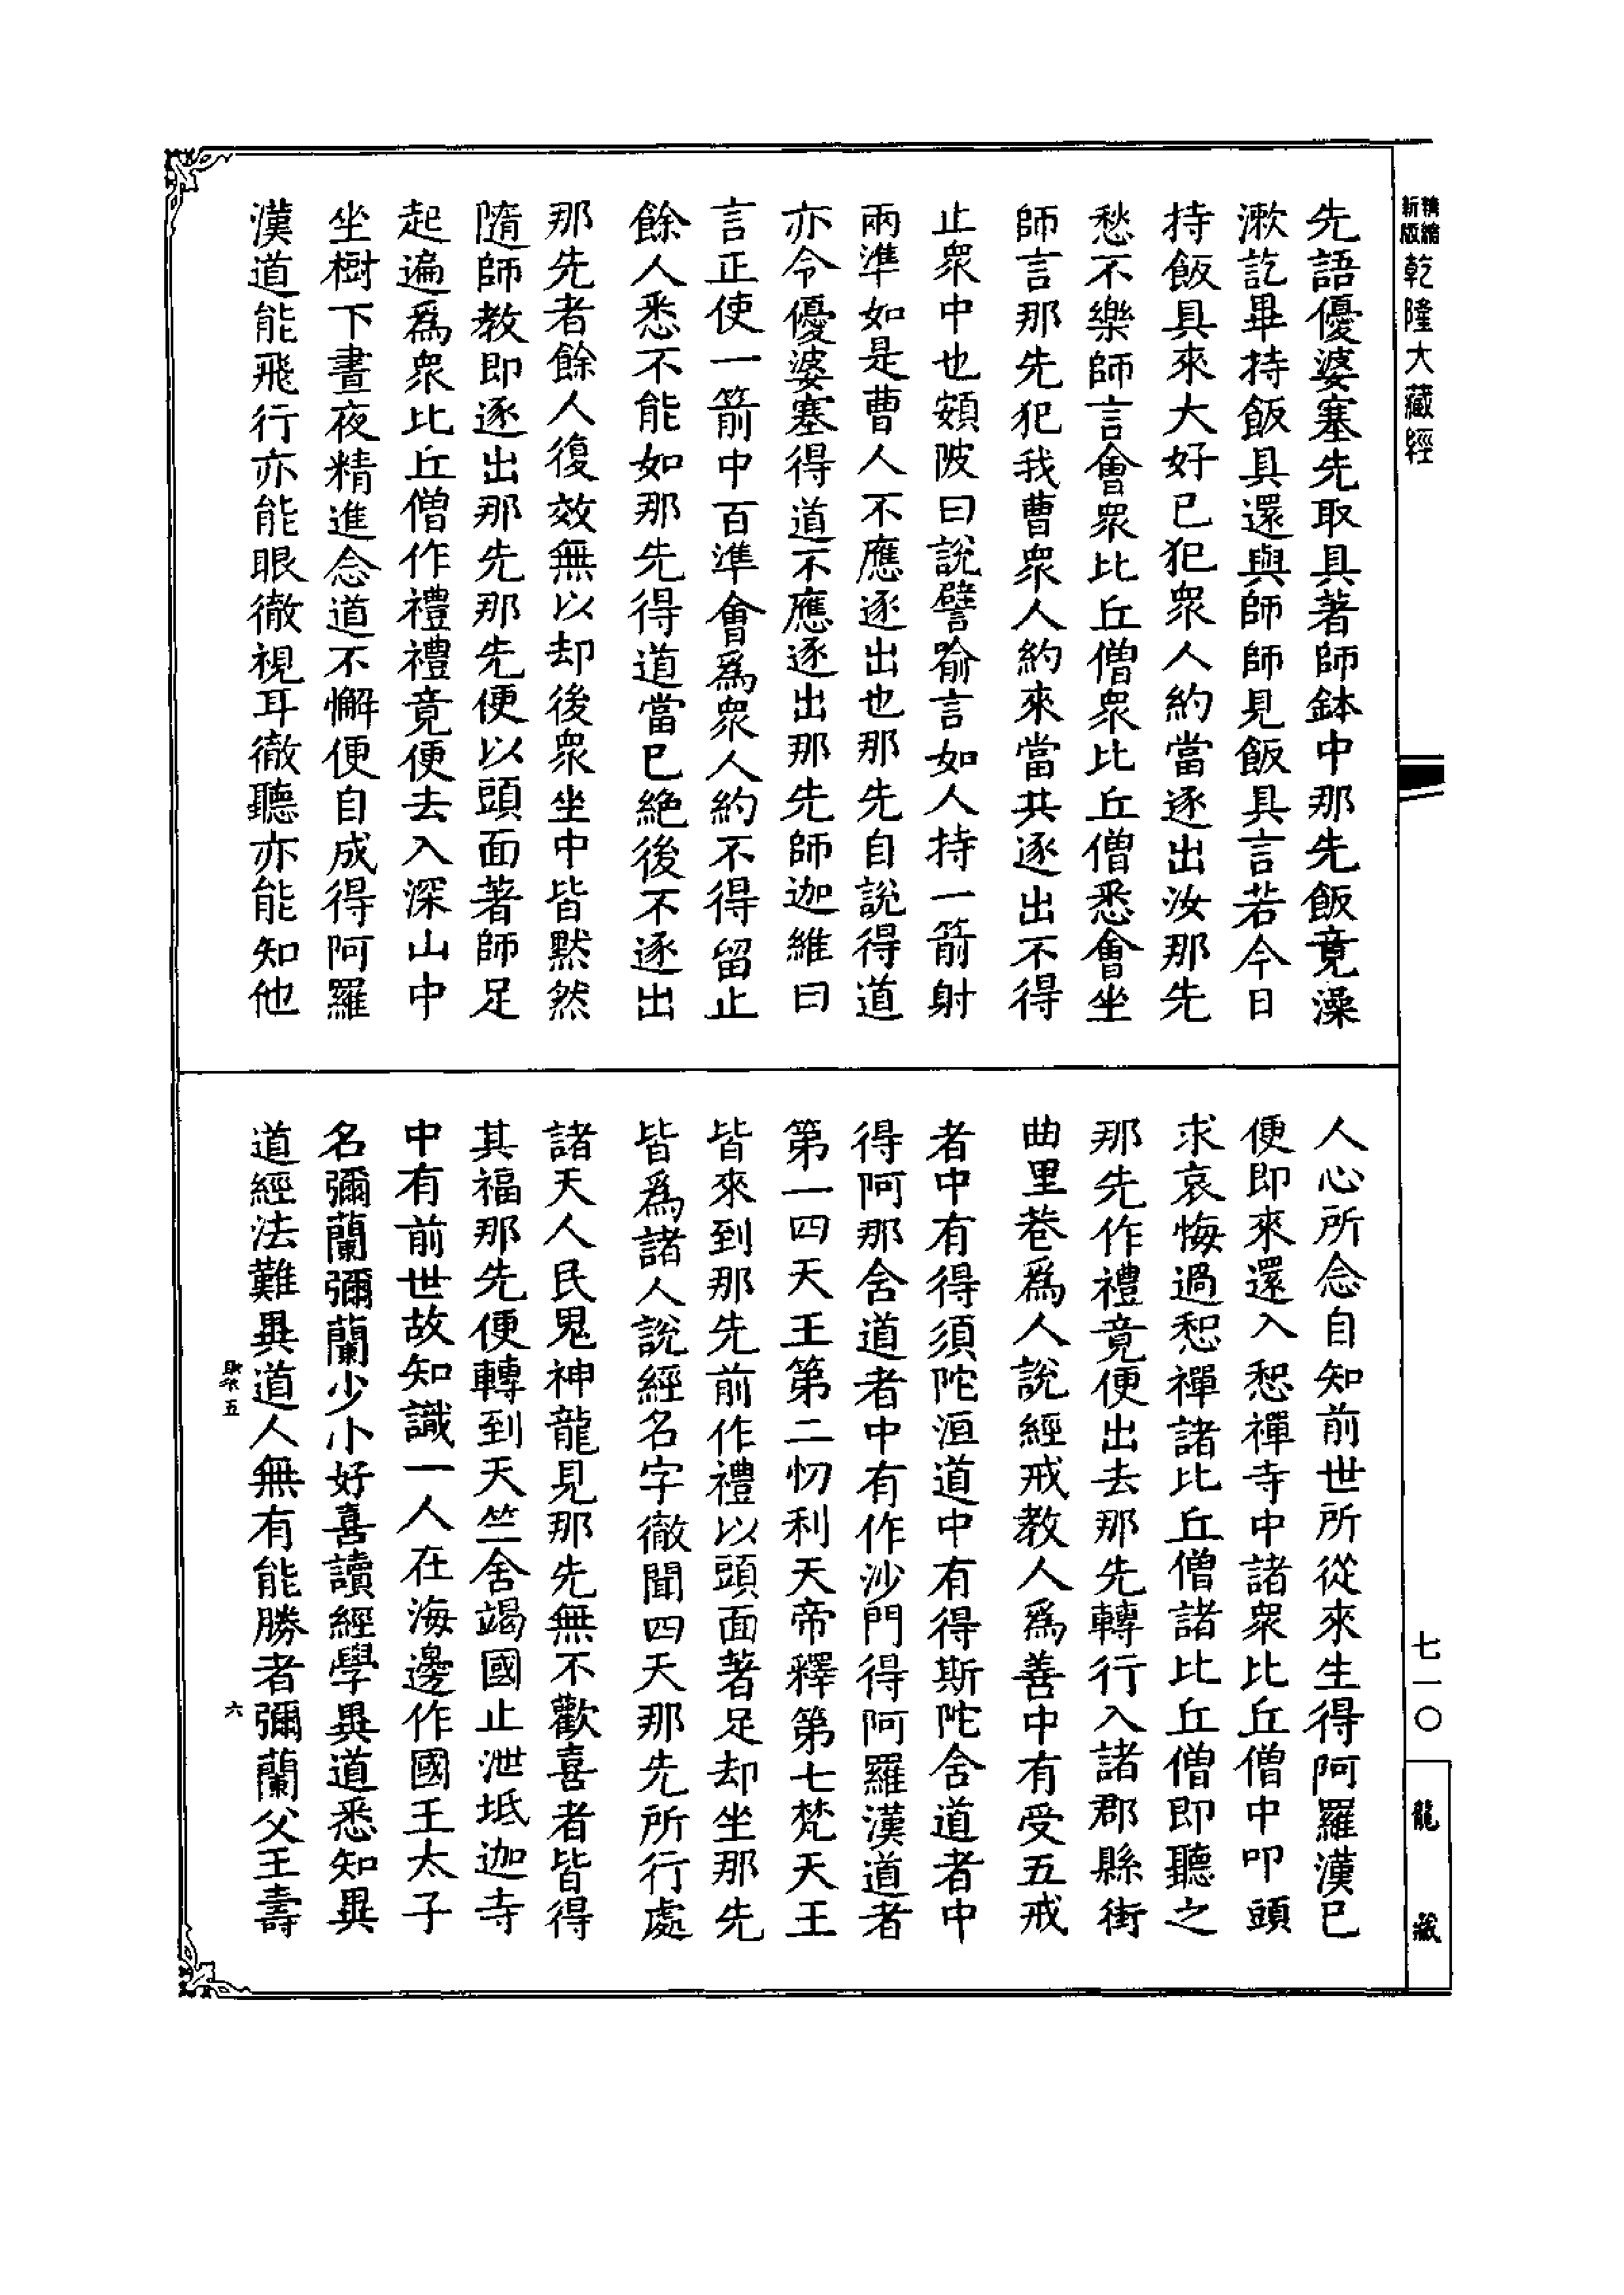 精縮新版乾隆大藏經
先語優婆塞先取具著師鉢中那先飯竟澡
漱訖畢持飯具還與師師見飯具言若今日
持飯具來大好已犯衆人約當逐出汝那先
愁不樂師言會衆比丘僧衆比丘僧悉會坐
師言那先犯我曹衆人約來當共逐出不得
止衆中也頞陂曰說譬喻言如人持一箭射
兩準如是曹人不應逐出也那先自說得道
亦令優婆塞得道不應逐出那先師迦維曰
言正使一箭中百準會爲衆人約不得留止
餘人悉不能如那先得道當已絶後不逐出
那先者餘人復效無以却後衆坐中皆默然
隨師教即逐出那先那先便以頭面著師足
起遍爲衆比丘僧作禮禮竟便去入深山中
坐樹下晝夜精進念道不懈便自成得阿羅
漢道能飛行亦能眼徹視耳徹聽亦能知他
人心所念自知前世所從來生得阿羅漢已
便即來還入惒禪寺中諸衆比丘僧中叩頭
求哀悔過惒禪諸比丘僧諸比丘僧即聽之
那先作禮竟便出去那先轉行入諸郡縣街
曲里巷爲人說經戒教人爲善中有受五戒
者中有得須陀洹道中有得斯陀舍道者中
得阿那舍道者中有作沙門得阿羅漢道者
第一四天王第二忉利天帝釋第七梵天王
皆來到那先前作禮以頭面著足却坐那先
皆爲諸人說經名字徹聞四天那先所行處
諸天人民鬼神龍見那先無不歡喜者皆得
其福那先便轉到天竺舍竭國止泄坻迦寺
中有前世故知識一人在海邊作國王太子
名彌蘭彌蘭少小好喜讀經學異道悉知異
道經法難異道人無有能勝者彌蘭父王壽
五
六
七一〇
龍藏